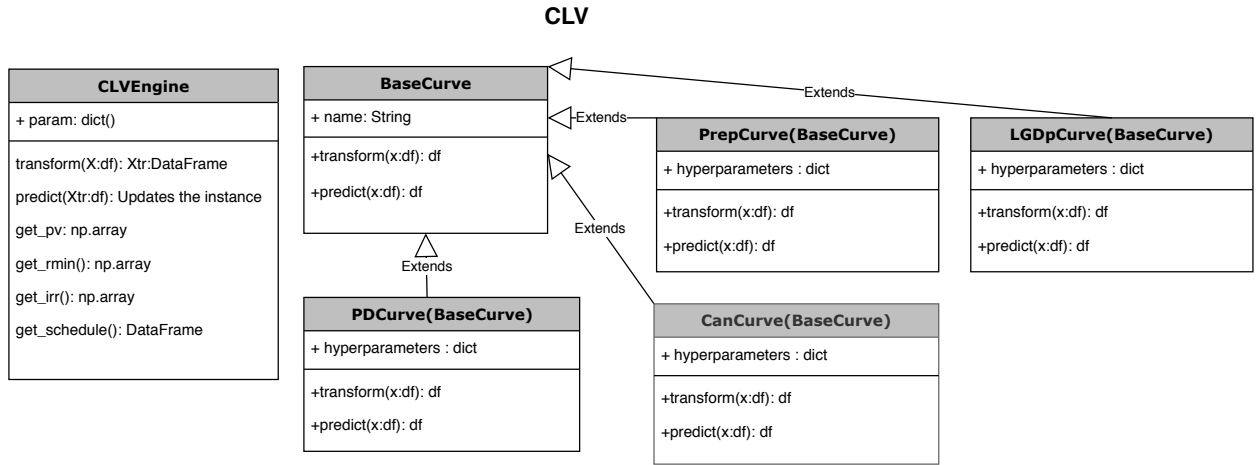 CLV
CLVEngine
+ param: dict()
transform(X:df): Xtr:DataFrame
predict(Xtr:df): Updates the instance
get_pv: np.array
get_rmin(): np.array
get_irr(): np.array
get_schedule(): DataFrame
BaseCurve
+ name: String
+transform(x:df): df
+predict(x:df): df
Extends
Extends
Extends
Extends
PrepCurve(BaseCurve)
+ hyperparameters : dict
+transform(x:df): df
+predict(x:df): df
LGDpCurve(BaseCurve)
+ hyperparameters : dict
+transform(x:df): df
+predict(x:df): df
PDCurve(BaseCurve)
+ hyperparameters : dict
+transform(x:df): df
+predict(x:df): df
CanCurve(BaseCurve)
+ hyperparameters : dict
+transform(x:df): df
+predict(x:df): df